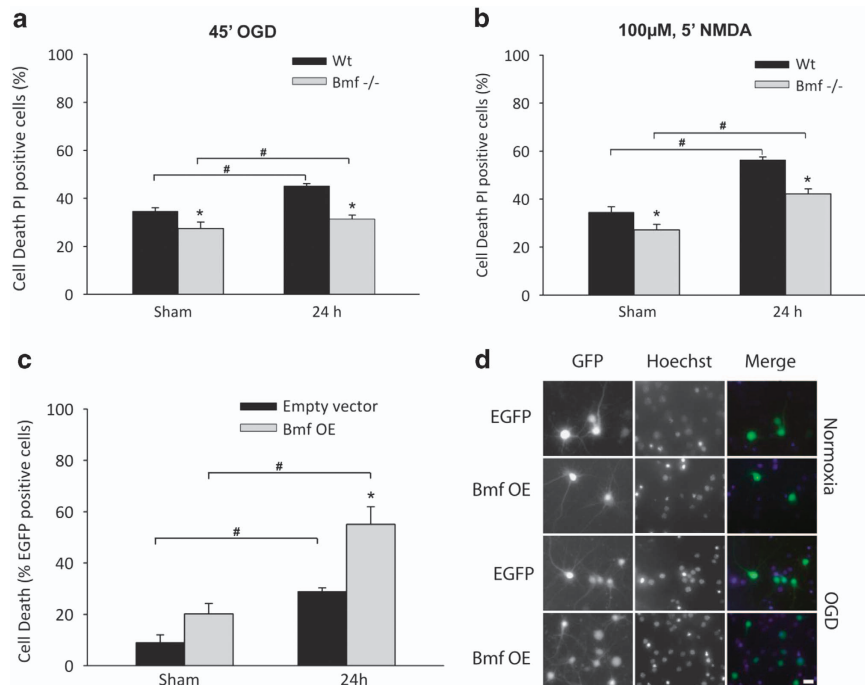 a
45' OGD
Cell Death PI positive cells (%)
100
80
60
40
20
0
Wt
Bmf -/-
#
#
*
*
Sham
24 h
b
100µM, 5' NMDA
Cell Death PI positive cells (%)
100
80
60
40
20
0
Wt
Bmf -/-
#
#
*
*
Sham
24 h
c
Cell Death (% EGFP positive cells)
100
80
60
40
20
0
Empty vector
Bmf OE
#
#
*
Sham
24h
d
GFP Hoechst Merge
EGFP
Bmf OE
Normoxia
EGFP
Bmf OE
OGD